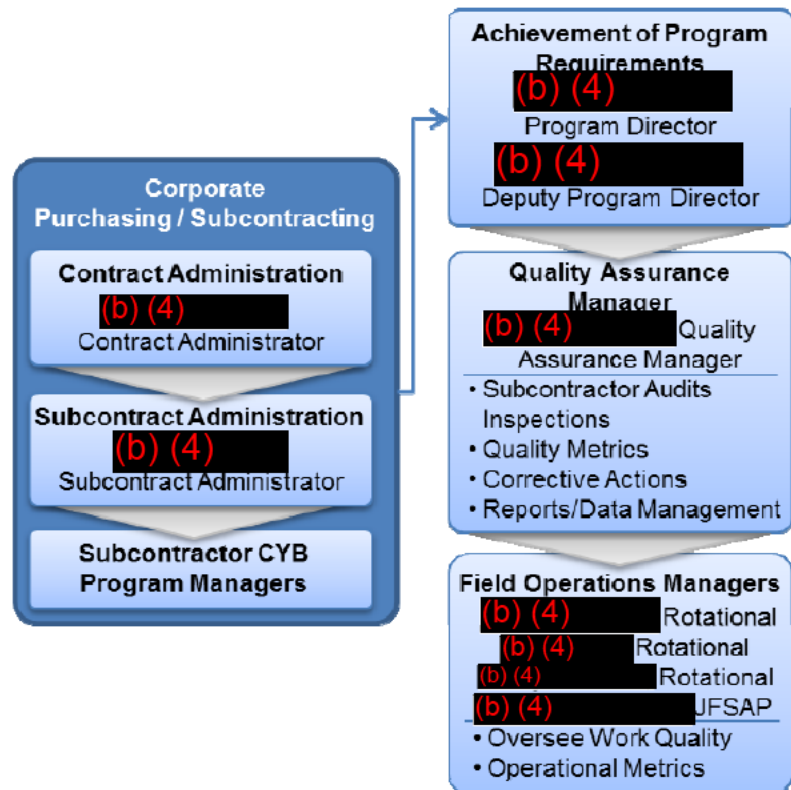 Corporate
Purchasing / Subcontracting
Contract Administration
(b) (4)
Contract Administrator
Subcontract Administration
(b) (4)
Subcontract Administrator
Subcontractor CYB
Program Managers
Achievement of Program
Requirements
(b) (4)
Program Director
(b) (4)
Deputy Program Director
Quality Assurance
Manager
(b) (4) Quality
Assurance Manager
• Subcontractor Audits
Inspections
• Quality Metrics
• Corrective Actions
• Reports/Data Management
Field Operations Managers
(b) (4) Rotational
(b) (4) Rotational
(b) (4) Rotational
(b) (4) JFSAP
• Oversee Work Quality
• Operational Metrics